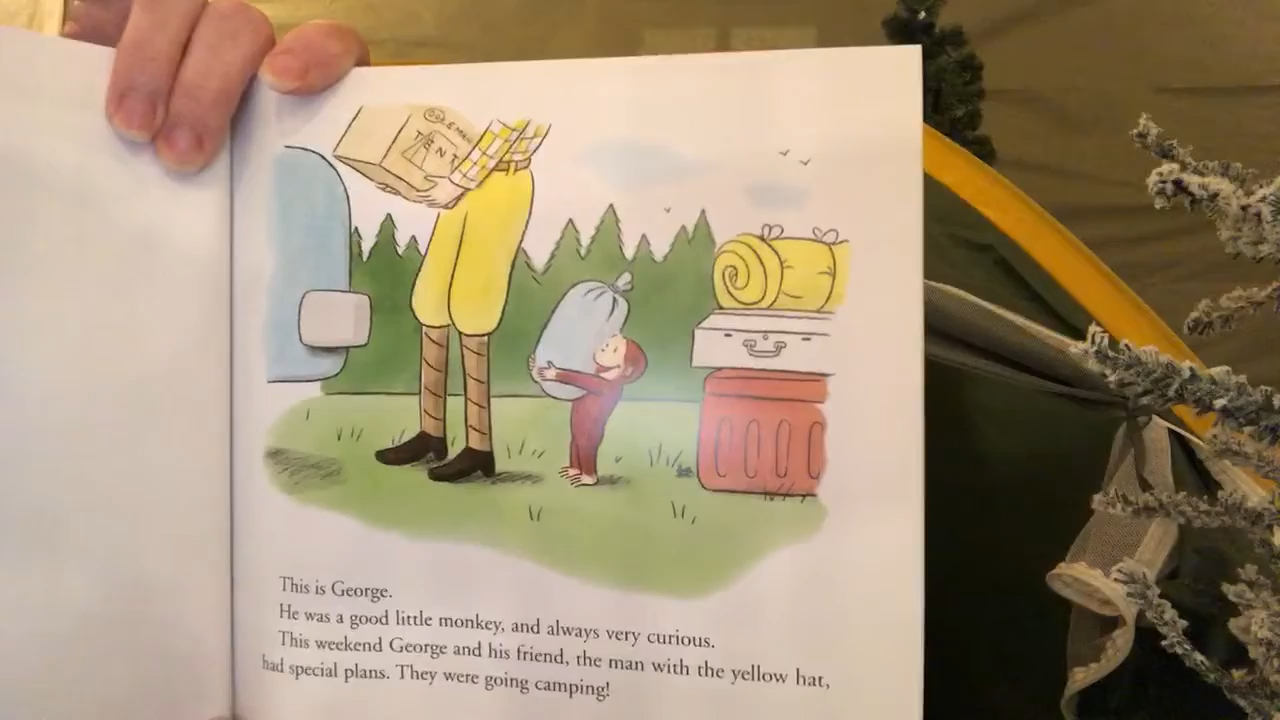 TENT
This is George.
He was a good little monkey, and always very curious.
This weekend George and his friend, the man with the yellow hat,
had special plans. They were going camping!